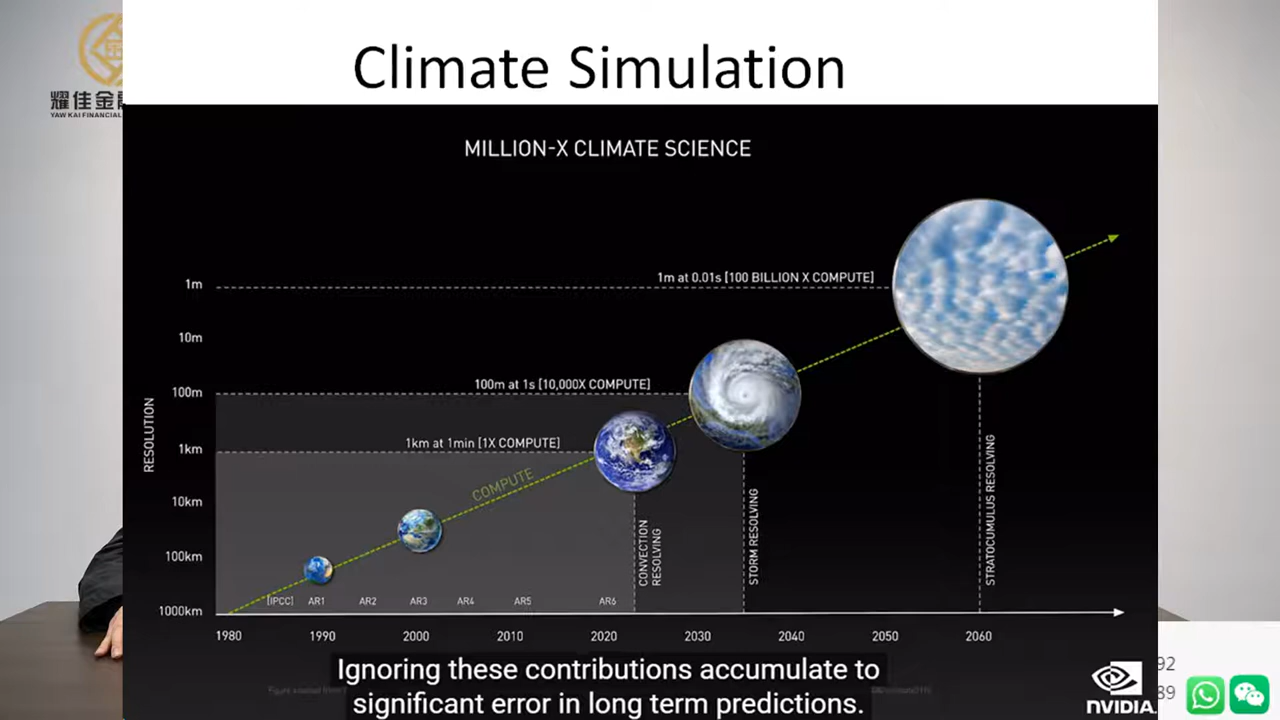 Climate Simulation
耀佳金
YAW KAI FINANCIAL
MILLION-X CLIMATE SCIENCE
1m at 0.01s [100 BILLION X COMPUTE]
1m
10m
100m at 1s [10,000X COMPUTE]
100m
RESOLUTION
1km at 1min [1X COMPUTE]
1km
COMPUTE
10km
100km
CONVECTION
RESOLVING
STORM RESOLVING
STRATOCUMULUS RESOLVING
[IPCC] AR1 AR2 AR3 AR4 AR5 AR6
1000km
1980 1990 2000 2010 2020 2030 2040 2050 2060
Ignoring these contributions accumulate to
significant error in long term predictions.
92
89
NVIDIA.